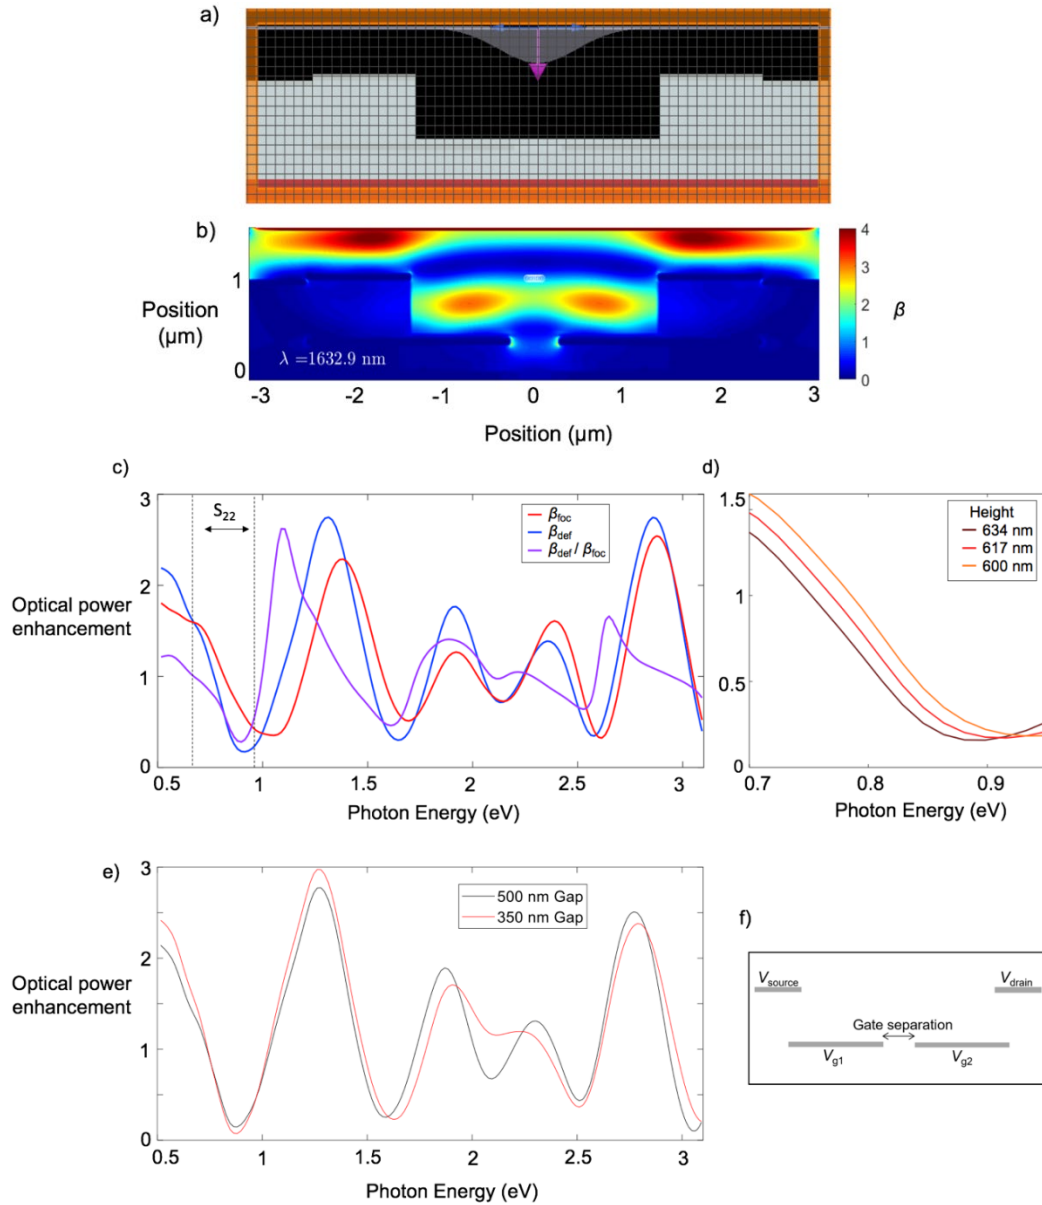 a)
b)
4
3
2
1
0
β
1
0
Position
(μm)
λ =1632.9 nm
-3 -2 -1 0 1 2 3
Position (μm)
c)
3
2
1
0
S22
βfoc
βdef
βdef / βfoc
Optical power
enhancement
0.5 1 1.5 2 2.5 3
Photon Energy (eV)
d)
1.5
1
0.5
0
Height
634 nm
617 nm
600 nm
0.7 0.8 0.9
Photon Energy (eV)
e)
3
2
1
0
500 nm Gap
350 nm Gap
Optical power
enhancement
0.5 1 1.5 2 2.5 3
Photon Energy (eV)
f)
Vsource Vdrain
Gate separation
Vg1 Vg2